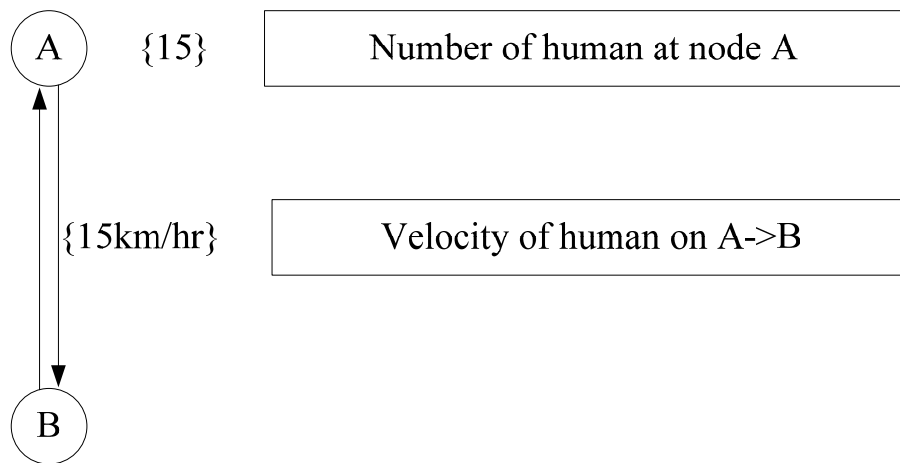 A {15} Number of human at node A
{15km/hr} Velocity of human on A->B
B